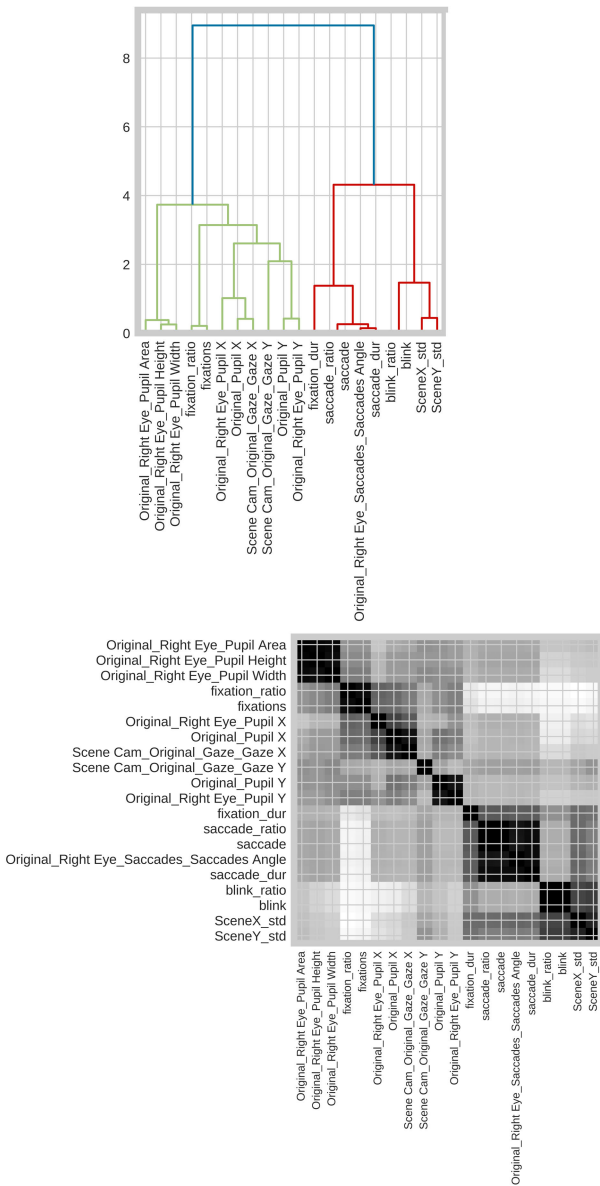 8
6
4
2
0
Original_Right Eye_Pupil Area
Original_Right Eye_Pupil Height
Original_Right Eye_Pupil Width
fixation_ratio
fixations
Original_Right Eye_Pupil X
Original_Pupil X
Scene Cam_Original_Gaze_Gaze X
Scene Cam_Original_Gaze_Gaze Y
Original_Pupil Y
Original_Right Eye_Pupil Y
fixation_dur
saccade_ratio
saccade
Original_Right Eye_Saccades_Saccades Angle
saccade_dur
blink_ratio
blink
SceneX_std
SceneY_std
Original_Right Eye_Pupil Area
Original_Right Eye_Pupil Height
Original_Right Eye_Pupil Width
fixation_ratio
fixations
Original_Right Eye_Pupil X
Original_Pupil X
Scene Cam_Original_Gaze_Gaze X
Scene Cam_Original_Gaze_Gaze Y
Original_Pupil Y
Original_Right Eye_Pupil Y
fixation_dur
saccade_ratio
saccade
Original_Right Eye_Saccades_Saccades Angle
saccade_dur
blink_ratio
blink
SceneX_std
SceneY_std
Original_Right Eye_Pupil Area
Original_Right Eye_Pupil Height
Original_Right Eye_Pupil Width
fixation_ratio
fixations
Original_Right Eye_Pupil X
Original_Pupil X
Scene Cam_Original_Gaze_Gaze X
Scene Cam_Original_Gaze_Gaze Y
Original_Pupil Y
Original_Right Eye_Pupil Y
fixation_dur
saccade_ratio
saccade
Original_Right Eye_Saccades_Saccades Angle
saccade_dur
blink_ratio
blink
SceneX_std
SceneY_std